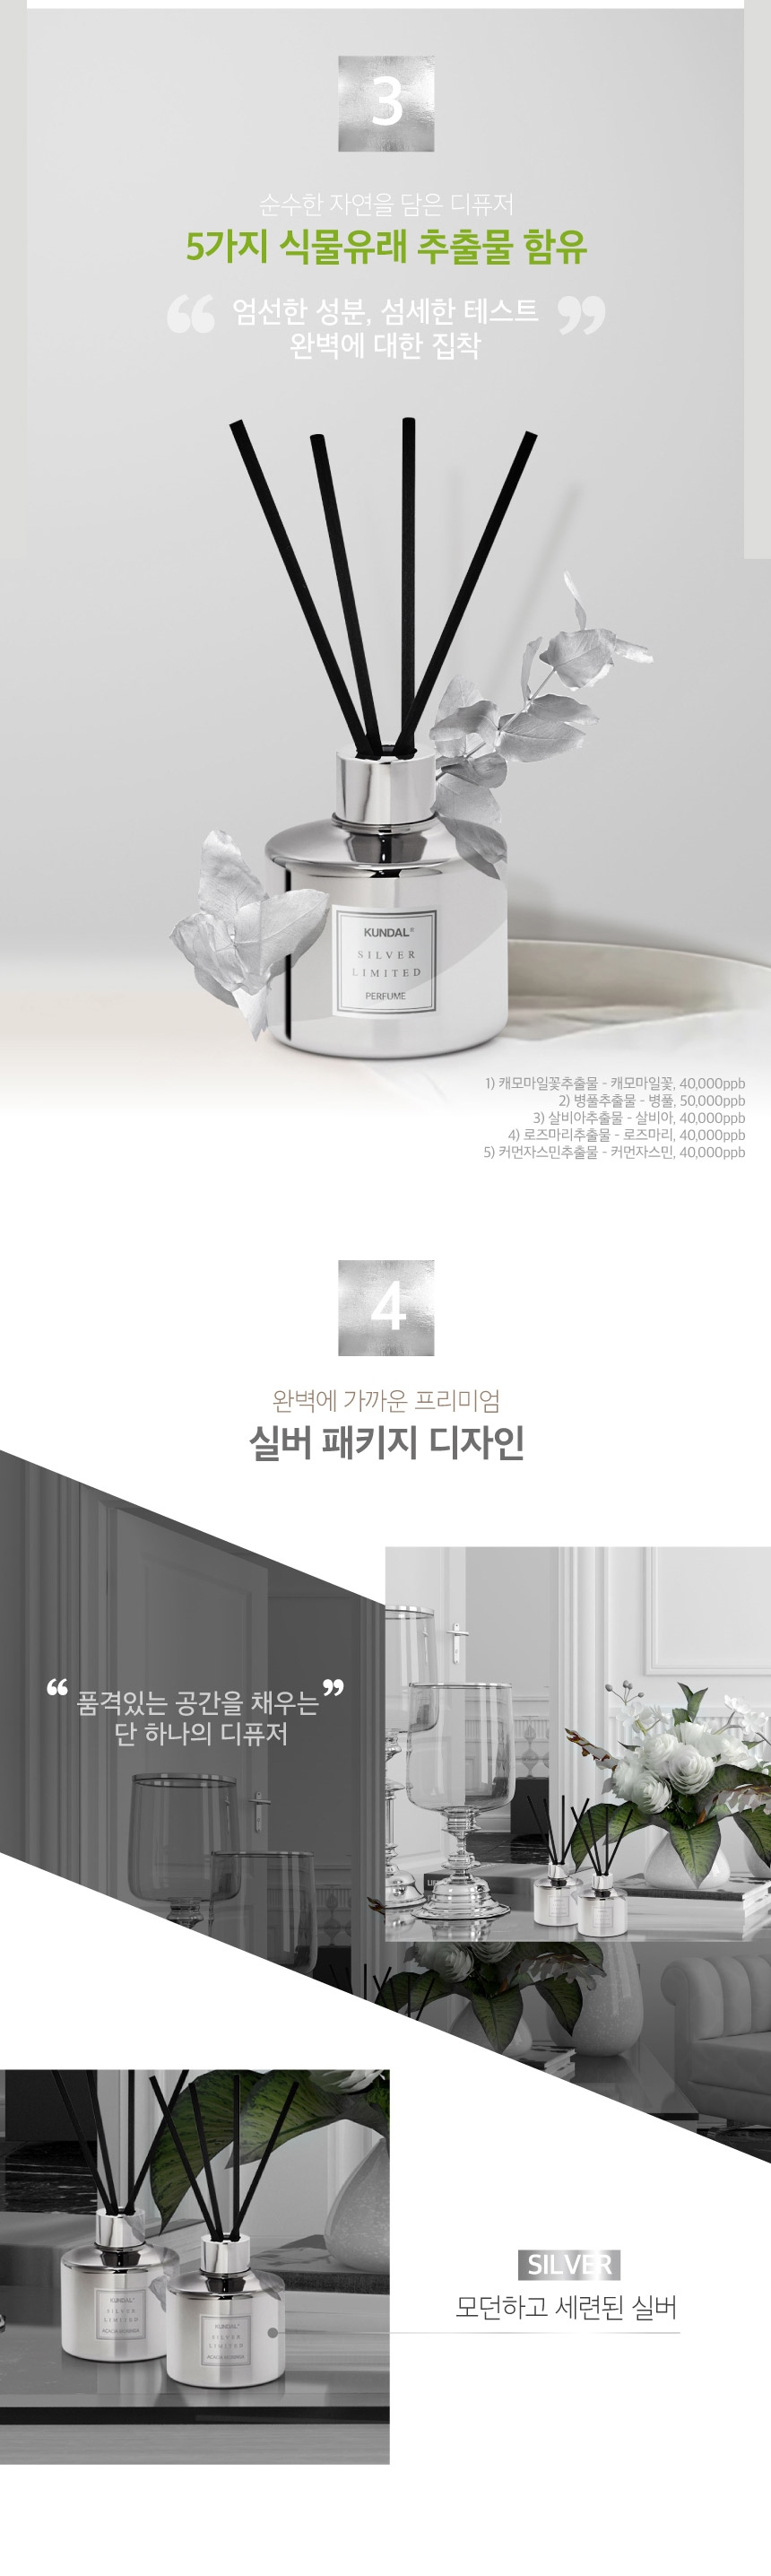 3
순수한 자연을 담은 디퓨저
5가지 식물유래 추출물 함유
“ 엄선한 성분, 섬세한 테스트 ”
완벽에 대한 집착
KUNDAL®
SILVER
LIMITED
PERFUME
1) 캐모마일꽃추출물 - 캐모마일꽃, 40,000ppb
2) 병풀추출물 - 병풀, 50,000ppb
3) 살비아추출물 - 살비아, 40,000ppb
4) 로즈마리추출물 - 로즈마리, 40,000ppb
5) 커먼자스민추출물 - 커먼자스민, 40,000ppb
4
완벽에 가까운 프리미엄
실버 패키지 디자인
“ 품격있는 공간을 채우는 ”
단 하나의 디퓨저
KUNDAL®
SILVER
LIMITED
KUNDAL®
SILVER
LIMITED
SILVER
모던하고 세련된 실버